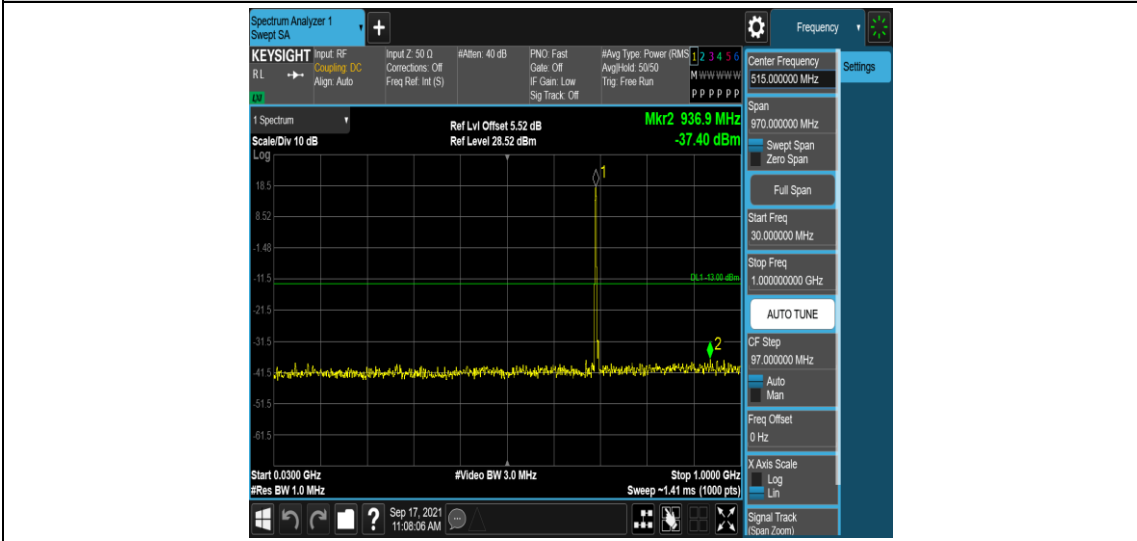 Spectrum Analyzer 1
Swept SA
+
Frequency
KEYSIGHT
RL
LM
Input: RF
Coupling: DC
Align: Auto
Input Z: 50 Ω
Corrections: Off
Freq Ref: Int (S)
#Atten: 40 dB
PNO: Fast
Gate: Off
IF Gain: Low
Sig Track: Off
#Avg Type: Power (RMS
Avg|Hold: 50/50
Trig: Free Run
1 2 3 4 5 6
M W W W W W
P P P P P P
1 Spectrum
Scale/Div 10 dB
Log
Ref Lvl Offset 5.52 dB
Ref Level 28.52 dBm
Mkr2 936.9 MHz
-37.40 dBm
1
18.5
8.52
-1.48
-11.5
DL1 -13.00 dBm
-21.5
-31.5
2
-41.5
-51.5
-61.5
Start 0.0300 GHz
#Res BW 1.0 MHz
#Video BW 3.0 MHz
Stop 1.0000 GHz
Sweep ~1.41 ms (1000 pts)
?
Sep 17, 2021
11:08:06 AM
Center Frequency
515.000000 MHz
Settings
Span
970.000000 MHz
Swept Span
Zero Span
Full Span
Start Freq
30.000000 MHz
Stop Freq
1.000000000 GHz
AUTO TUNE
CF Step
97.000000 MHz
Auto
Man
Freq Offset
0 Hz
X Axis Scale
Log
Lin
Signal Track
(Span Zoom)